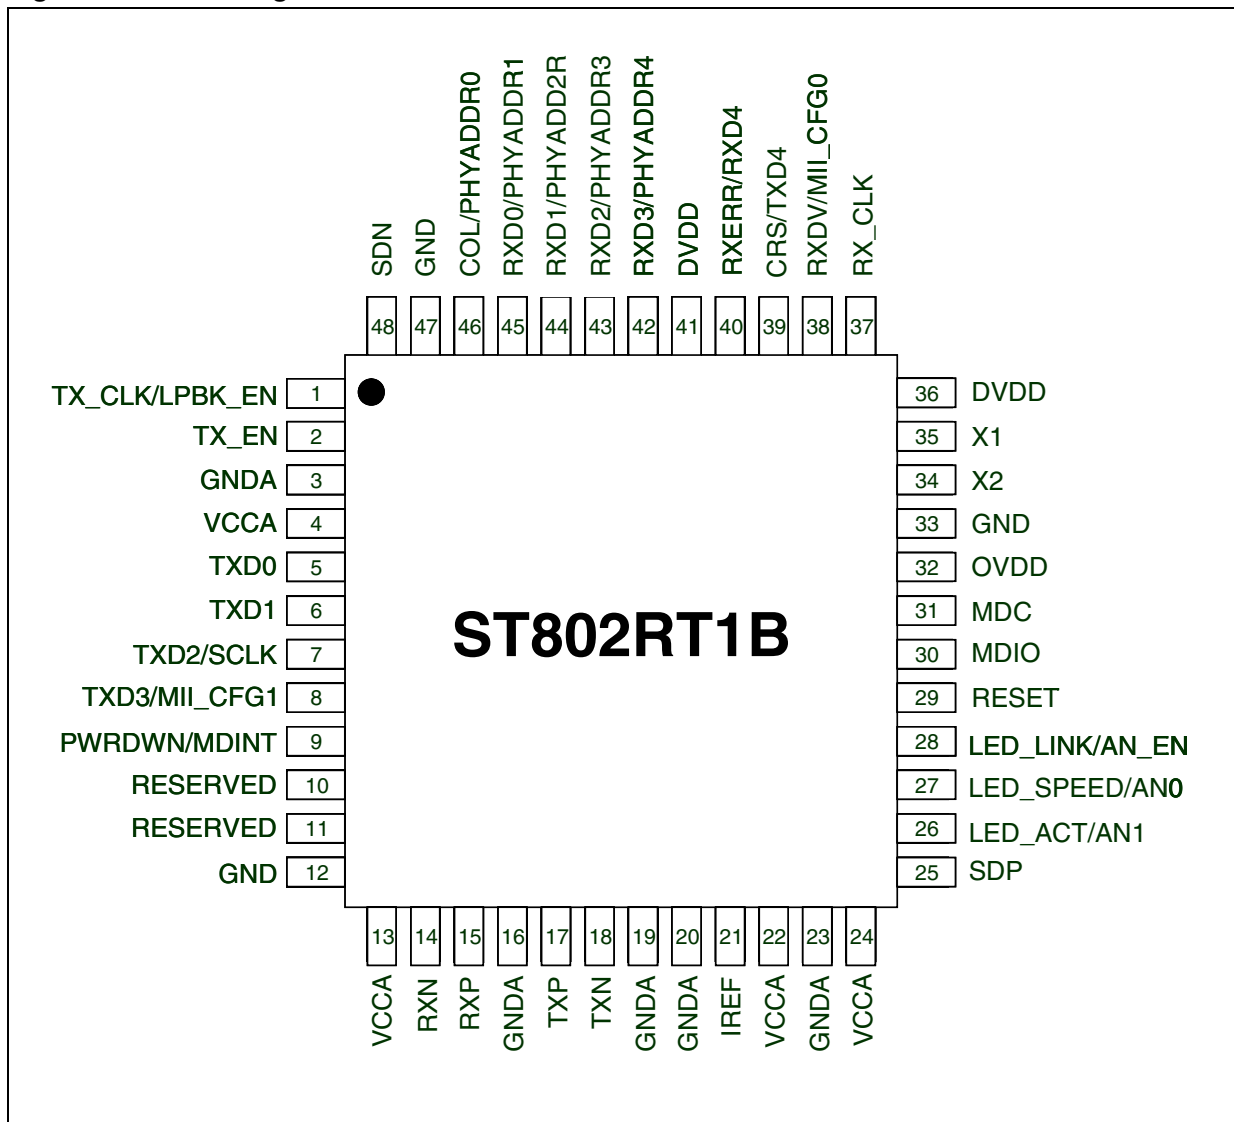 SDN
GND
COL/PHYADDR0
RXD0/PHYADDR1
RXD1/PHYADD2R
RXD2/PHYADDR3
RXD3/PHYADDR4
DVDD
RXERR/RXD4
CRS/TXD4
RXDV/MII_CFG0
RX_CLK
48 47 46 45 44 43 42 41 40 39 38 37
TX_CLK/LPBK_EN 1
TX_EN 2
GNDA 3
VCCA 4
TXD0 5
TXD1 6
TXD2/SCLK 7
TXD3/MII_CFG1 8
PWRDWN/MDINT 9
RESERVED 10
RESERVED 11
GND 12
ST802RT1B
36 DVDD
35 X1
34 X2
33 GND
32 OVDD
31 MDC
30 MDIO
29 RESET
28 LED_LINK/AN_EN
27 LED_SPEED/AN0
26 LED_ACT/AN1
25 SDP
13 14 15 16 17 18 19 20 21 22 23 24
VCCA
RXN
RXP
GNDA
TXP
TXN
GNDA
GNDA
IREF
VCCA
GNDA
VCCA